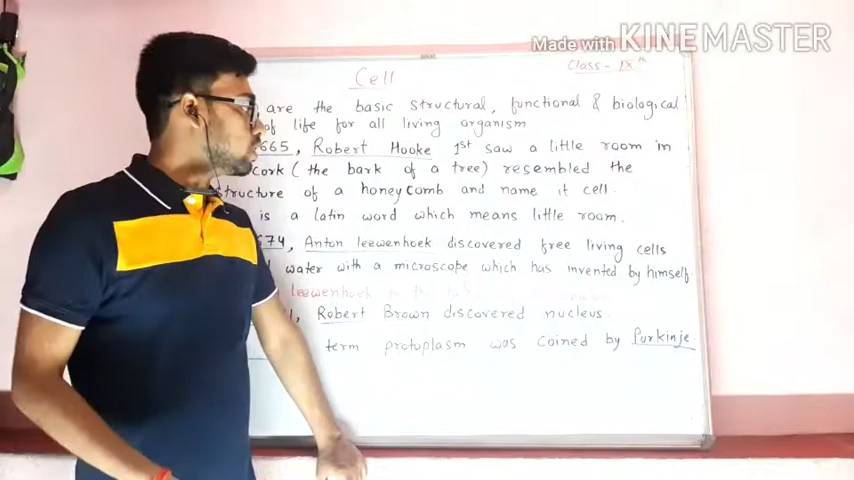 Made with KINEMASTER
Class - IXth
Cell
are the basic structural, functional & biological
of life for all living organism
665, Robert Hooke 1st saw a little room in
cork (the bark of a tree) resembled the
structure of a honeycomb and name it cell.
is a latin word which means little room.
674, Anton leewenhoek discovered free living cells
water with a microscope which has invented by himself.
leewenhoek
, Robert Brown discovered nucleus.
term protoplasm was coined by Purkinje